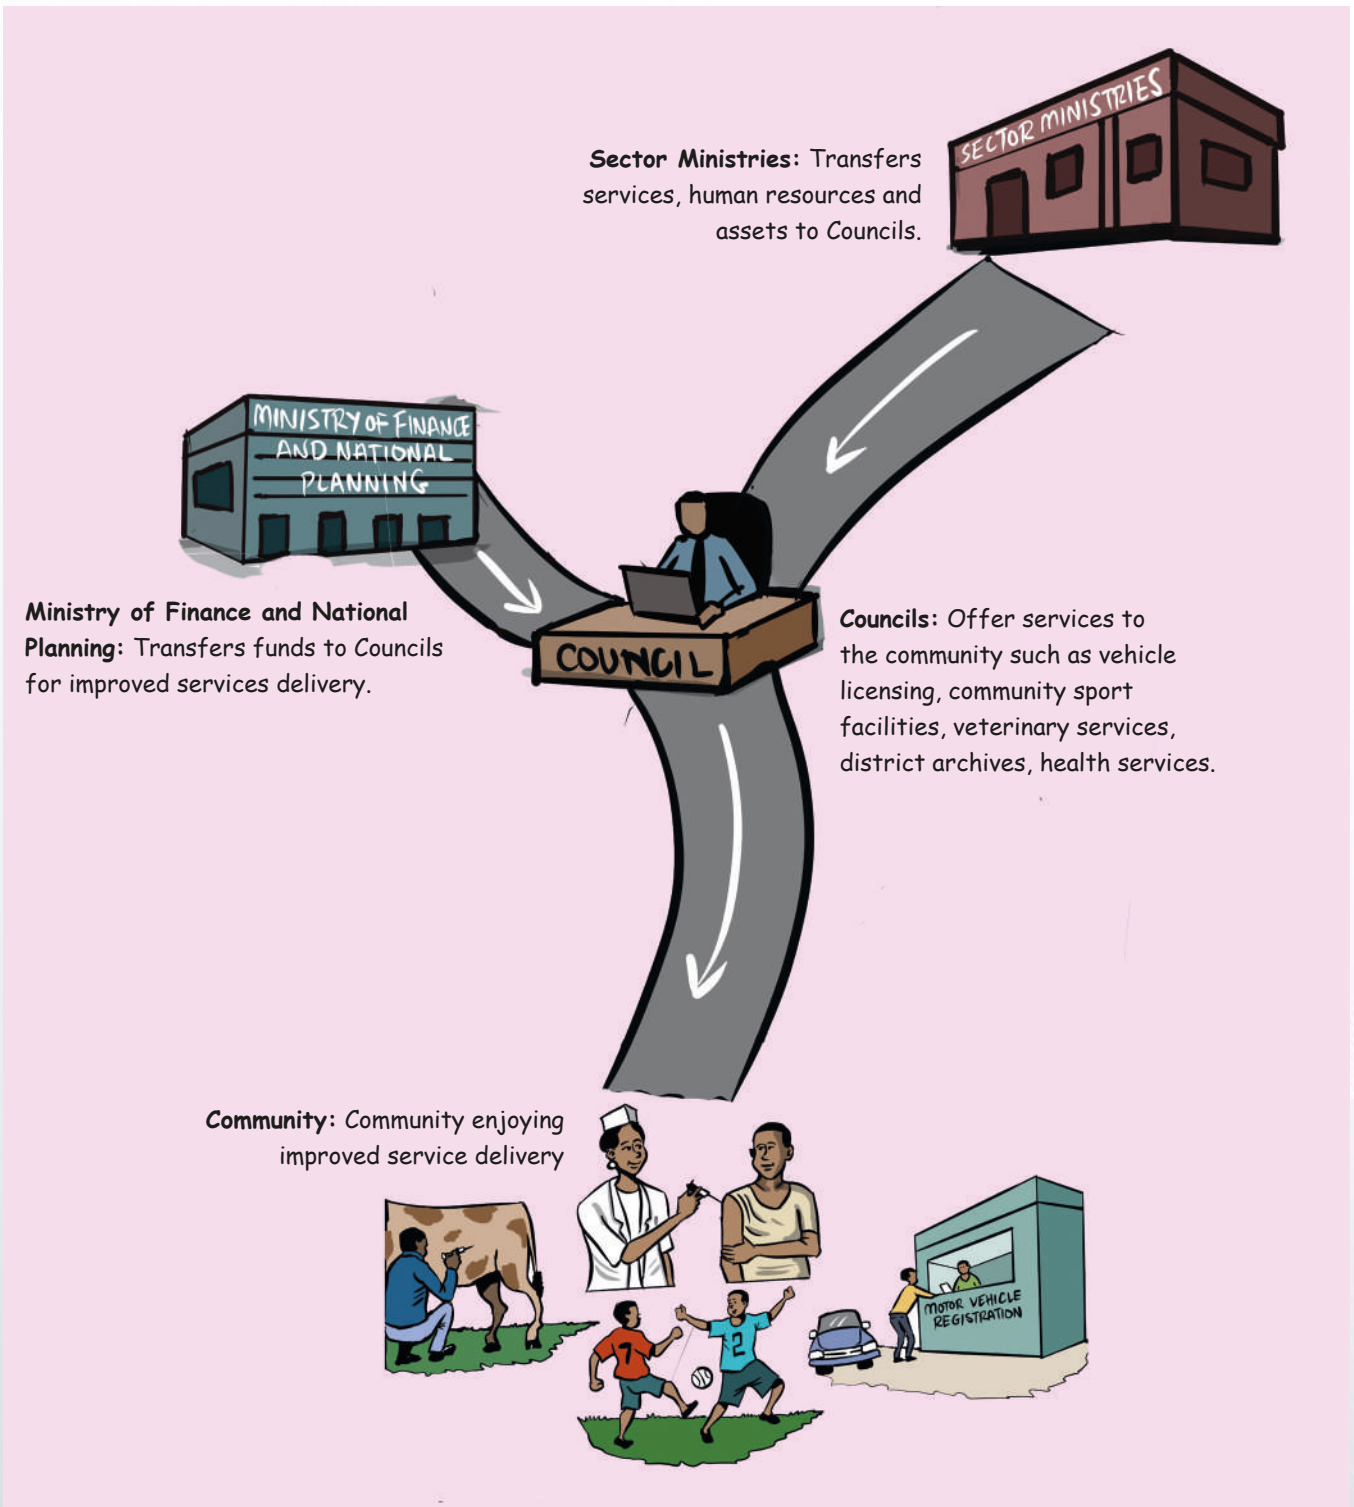 SECTOR MINISTRIES
Sector Ministries: Transfers
services, human resources and
assets to Councils.
MINISTRY OF FINANCE
AND NATIONAL
PLANNING
Ministry of Finance and National
Planning: Transfers funds to Councils
for improved services delivery.
COUNCIL
Councils: Offer services to
the community such as vehicle
licensing, community sport
facilities, veterinary services,
district archives, health services.
Community: Community enjoying
improved service delivery
MOTOR VEHICLE
REGISTRATION
7
2